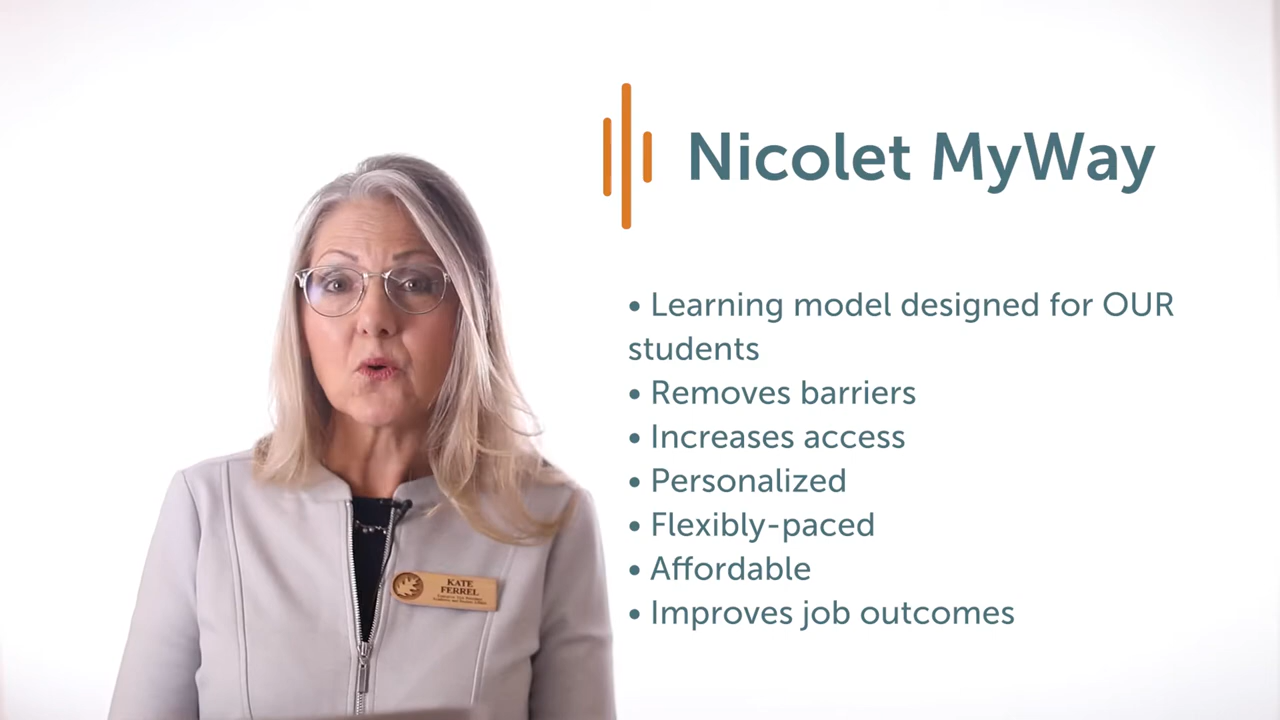 Nicolet MyWay
• Learning model designed for OUR
students
• Removes barriers
• Increases access
• Personalized
• Flexibly-paced
• Affordable
• Improves job outcomes
KATE
FERREL